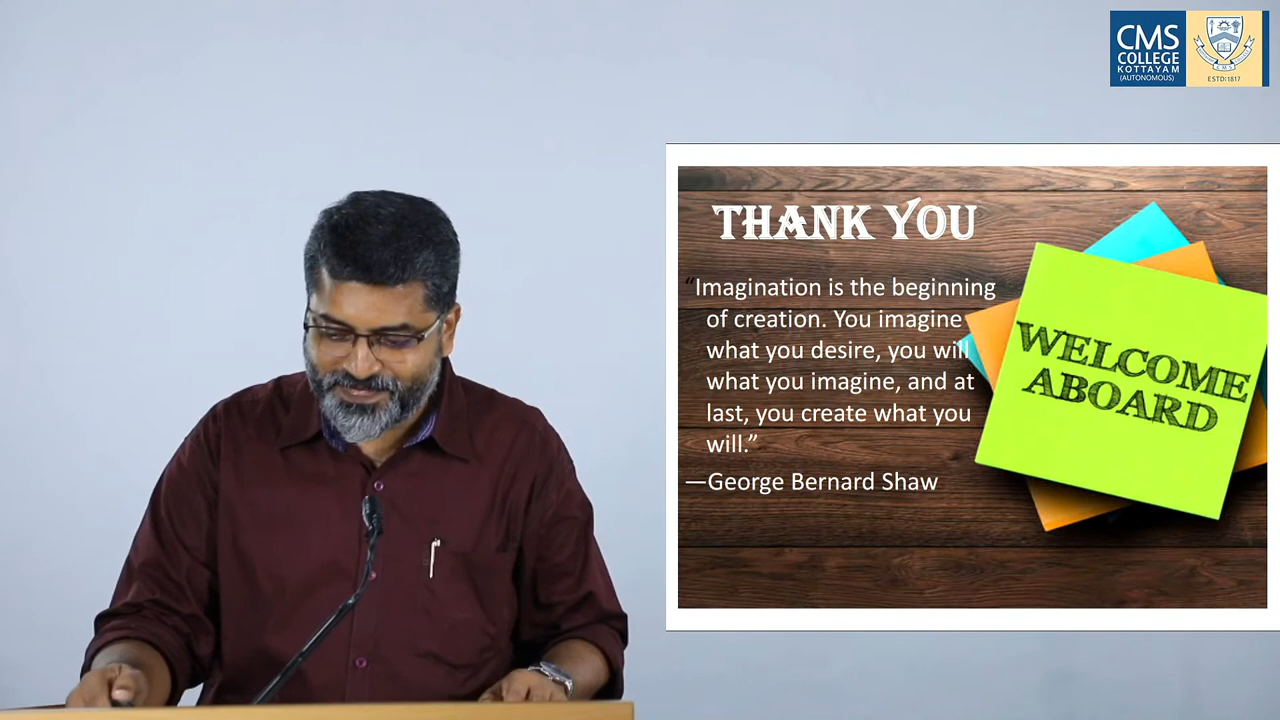 CMS
COLLEGE
KOTTAYAM
(AUTONOMOUS)
ESTD:1817
THANK YOU
“Imagination is the beginning
of creation. You imagine
what you desire, you will
what you imagine, and at
last, you create what you
will.”
—George Bernard Shaw
WELCOME
ABOARD